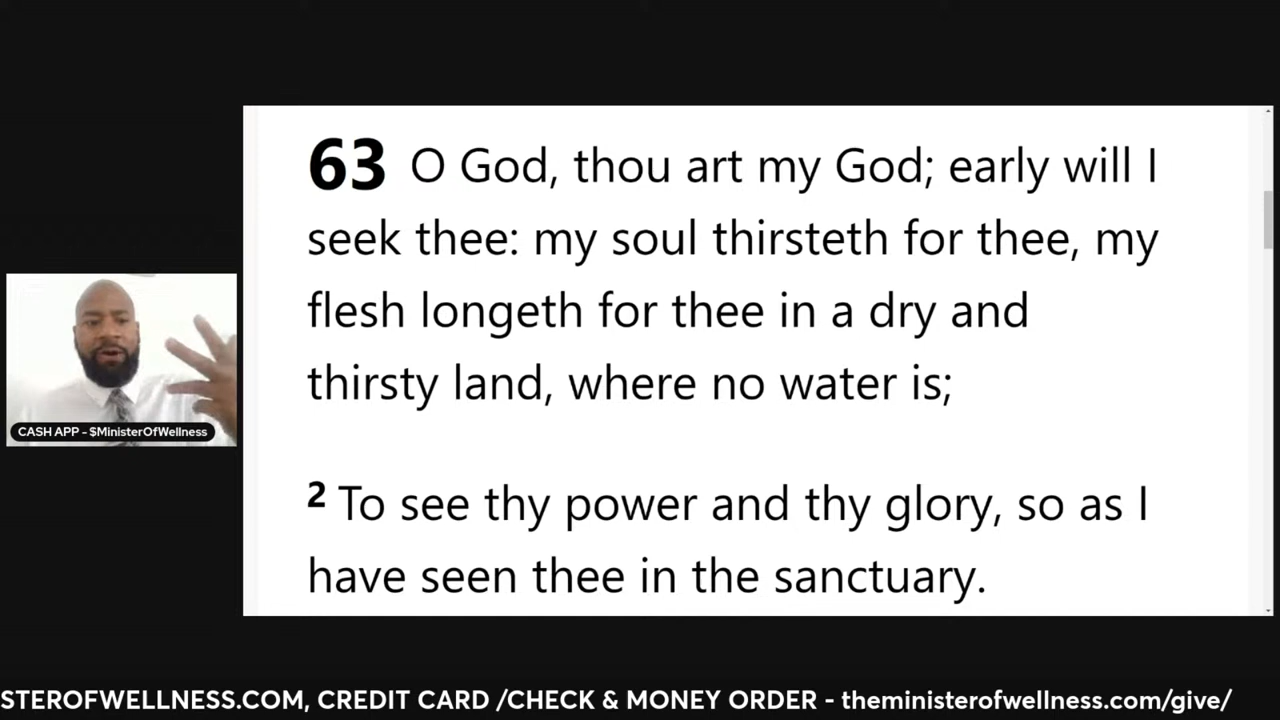 63 O God, thou art my God; early will I
seek thee: my soul thirsteth for thee, my
flesh longeth for thee in a dry and
thirsty land, where no water is;
2 To see thy power and thy glory, so as I
have seen thee in the sanctuary.
CASH APP - $MinisterOfWellness
STEROFWELLNESS.COM, CREDIT CARD /CHECK & MONEY ORDER - theministerofwellness.com/give/